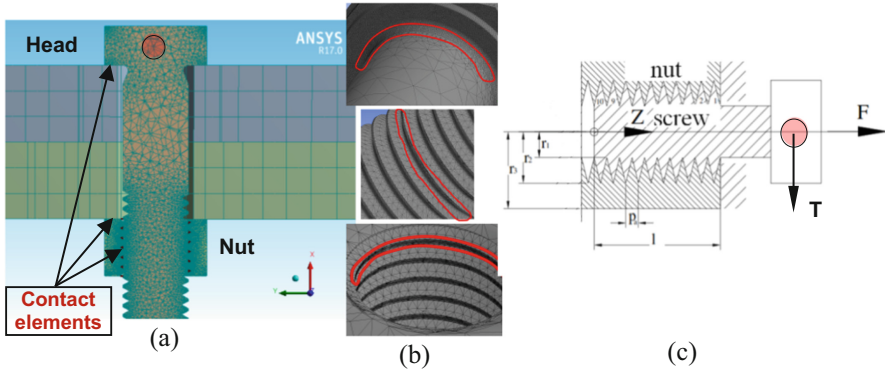 Head
ANSYS
R17.0
Nut
Contact
elements
X
Y
(a)
(b)
nut
Z screw
F
T
r₁
r₂
r₃
p
l
(c)